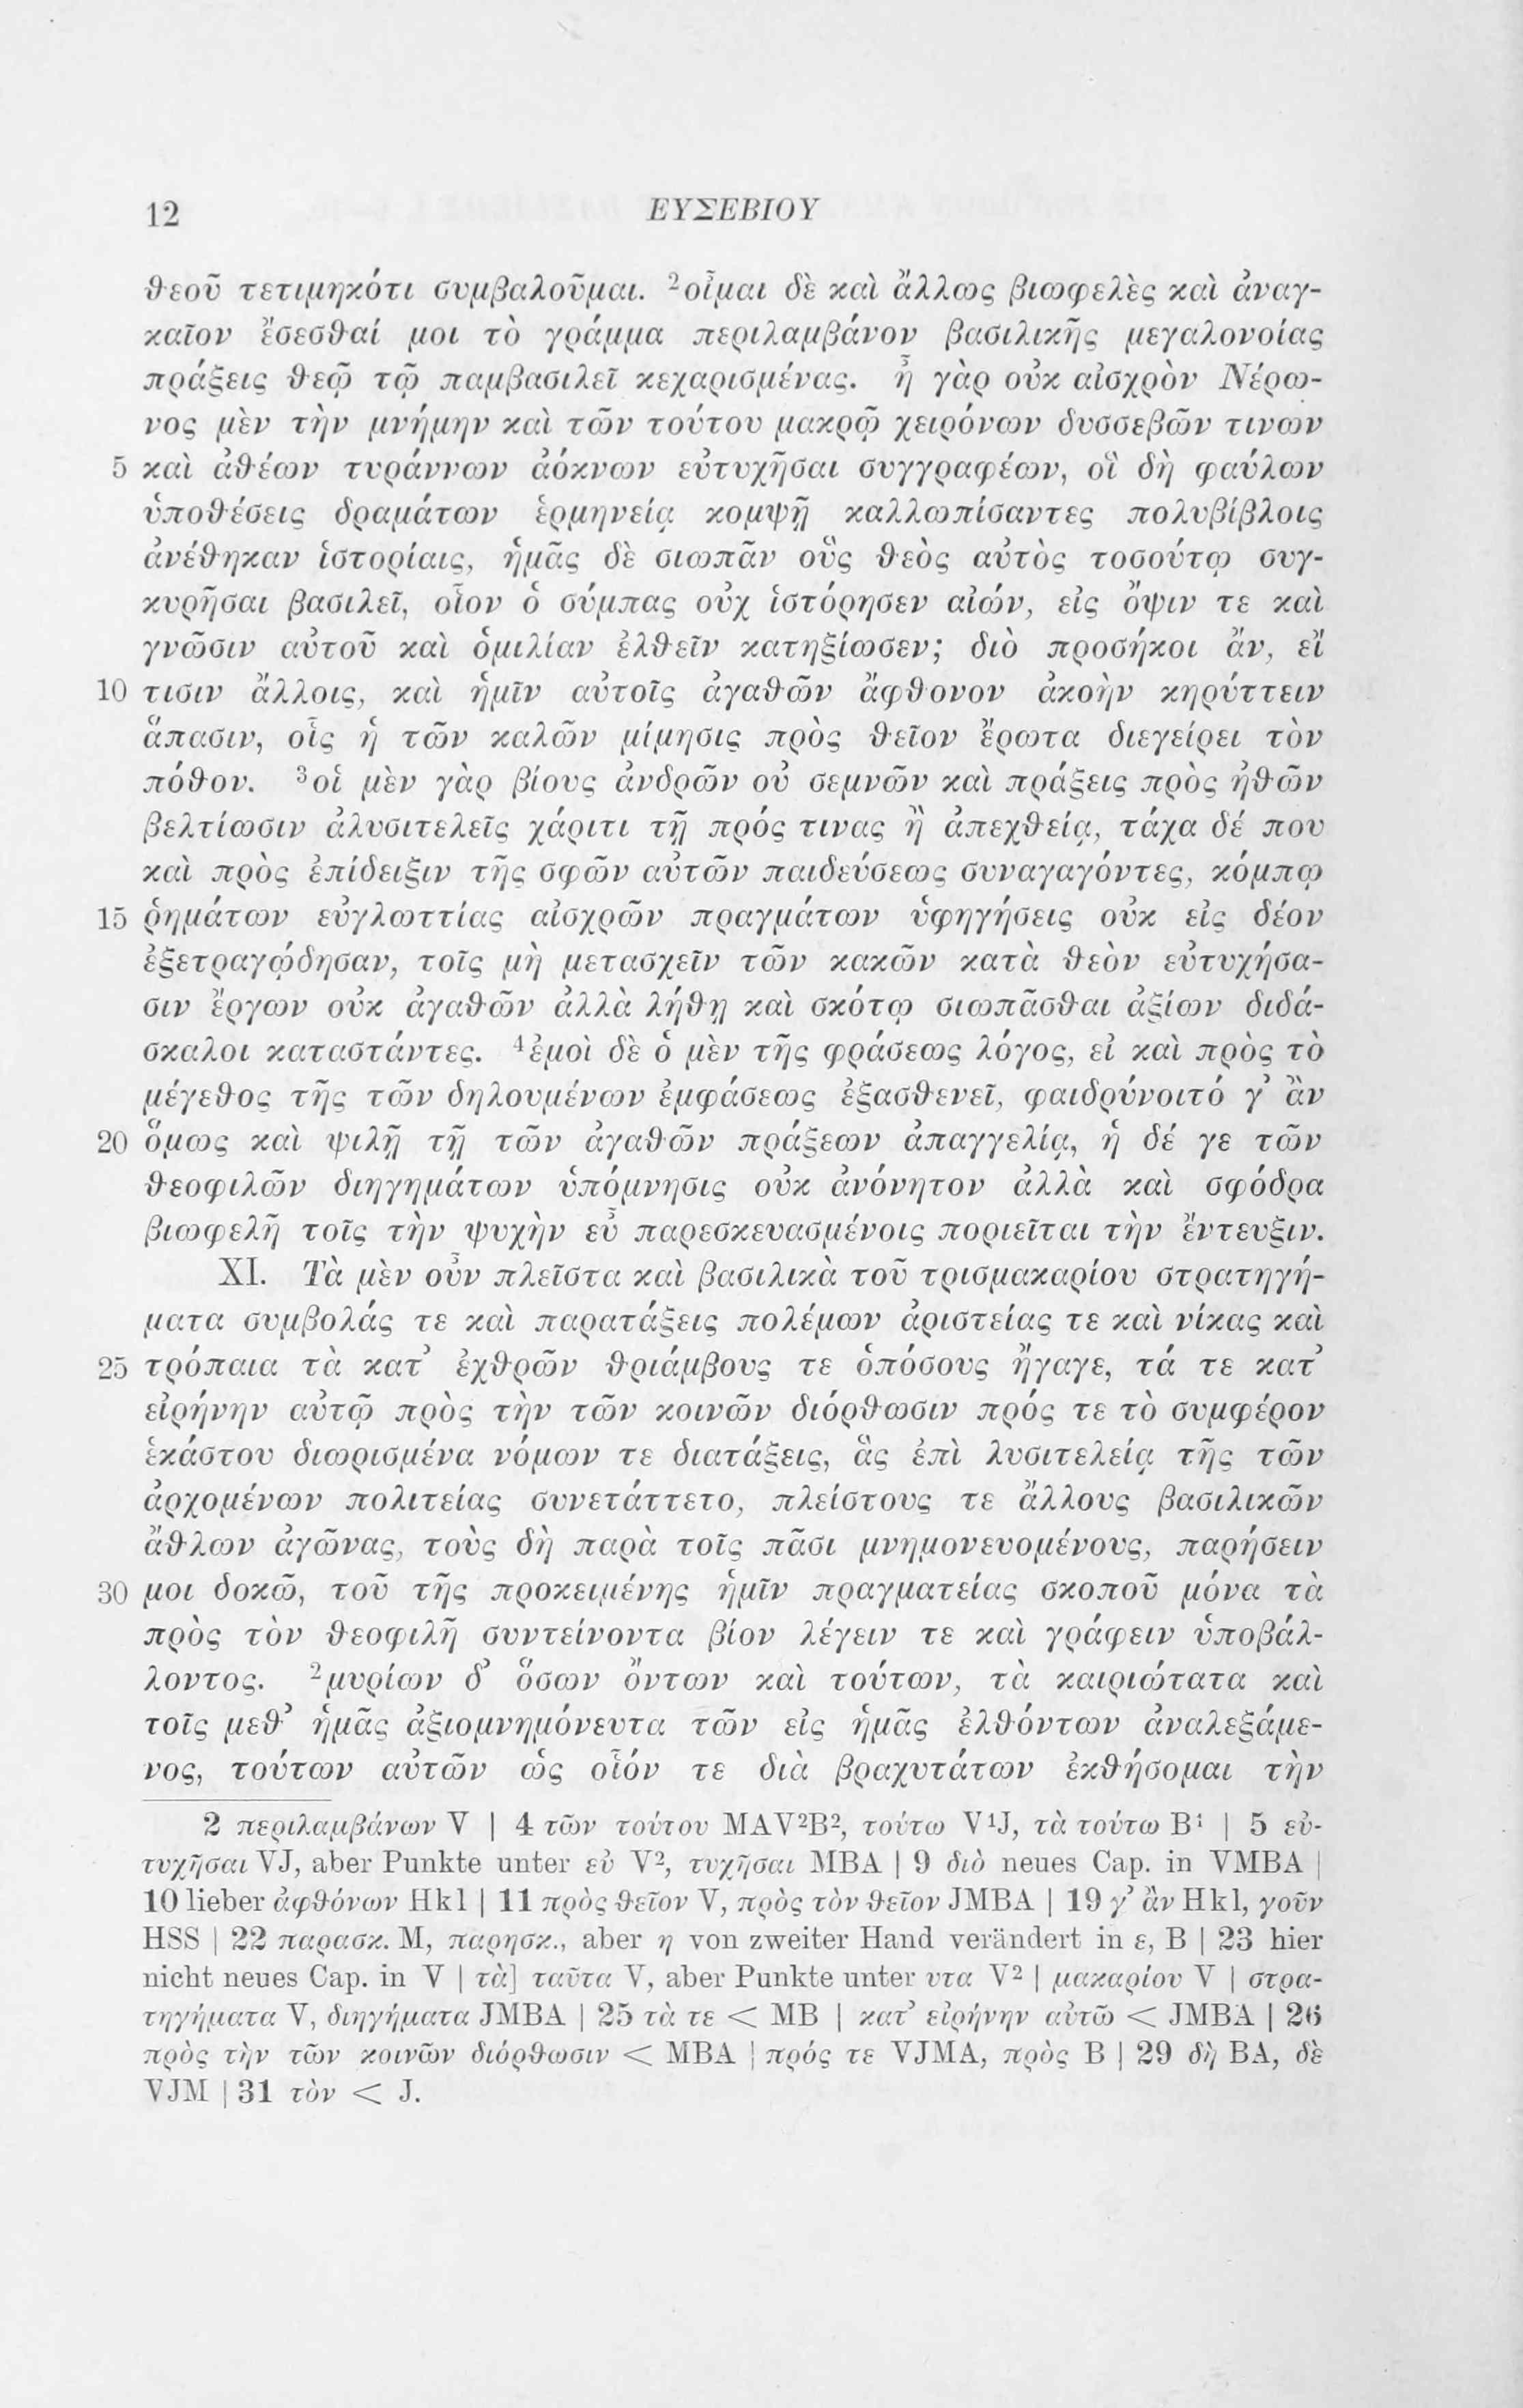 12
ΕΥΣΕΒΙΟΥ
θεοῦ τετιμηκότι συμβαλοῦμαι. ²οἶμαι δὲ καὶ ἄλλως βιωφελὲς καὶ ἀναγ-
καῖον ἔσεσθαί μοι τὸ γράμμα περιλαμβάνον βασιλικῆς μεγαλονοίας
πράξεις θεῷ τῷ παμβασιλεῖ κεχαρισμένας. ἦ γὰρ οὐκ αἰσχρὸν Νέρω-
νος μὲν τὴν μνήμην καὶ τῶν τούτου μακρῷ χειρόνων δυσσεβῶν τινων
5 καὶ ἀθέων τυράννων ἀόκνων εὐτυχῆσαι συγγραφέων, οἳ δὴ φαύλων
ὑποθέσεις δραμάτων ἑρμηνείᾳ κομψῇ καλλωπίσαντες πολυβίβλοις
ἀνέθηκαν ἱστορίαις, ἡμᾶς δὲ σιωπᾶν οὓς θεὸς αὐτὸς τοσούτῳ συγ-
κυρῆσαι βασιλεῖ, οἷον ὁ σύμπας οὐχ ἱστόρησεν αἰών, εἰς ὄψιν τε καὶ
γνῶσιν αὐτοῦ καὶ ὁμιλίαν ἐλθεῖν κατηξίωσεν; διὸ προσήκοι ἄν, εἴ
10 τισιν ἄλλοις, καὶ ἡμῖν αὐτοῖς ἀγαθῶν ἄφθονον ἀκοὴν κηρύττειν
ἅπασιν, οἷς ἡ τῶν καλῶν μίμησις πρὸς θεῖον ἔρωτα διεγείρει τὸν
πόθον. ³οἱ μὲν γὰρ βίους ἀνδρῶν οὐ σεμνῶν καὶ πράξεις πρὸς ἠθῶν
βελτίωσιν ἀλυσιτελεῖς χάριτι τῇ πρός τινας ἢ ἀπεχθείᾳ, τάχα δέ που
καὶ πρὸς ἐπίδειξιν τῆς σφῶν αὐτῶν παιδεύσεως συναγαγόντες, κόμπῳ
15 ῥημάτων εὐγλωττίας αἰσχρῶν πραγμάτων ὑφηγήσεις οὐκ εἰς δέον
ἐξετραγῴδησαν, τοῖς μὴ μετασχεῖν τῶν κακῶν κατὰ θεὸν εὐτυχήσα-
σιν ἔργων οὐκ ἀγαθῶν ἀλλὰ λήθῃ καὶ σκότῳ σιωπᾶσθαι ἀξίων διδά-
σκαλοι καταστάντες. ⁴ἐμοὶ δὲ ὁ μὲν τῆς φράσεως λόγος, εἰ καὶ πρὸς τὸ
μέγεθος τῆς τῶν δηλουμένων ἐμφάσεως ἐξασθενεῖ, φαιδρύνοιτό γ’ ἂν
20 ὅμως καὶ ψιλῇ τῇ τῶν ἀγαθῶν πράξεων ἀπαγγελίᾳ, ἡ δέ γε τῶν
θεοφιλῶν διηγημάτων ὑπόμνησις οὐκ ἀνόνητον ἀλλὰ καὶ σφόδρα
βιωφελῆ τοῖς τὴν ψυχὴν εὖ παρεσκευασμένοις ποριεῖται τὴν ἔντευξιν.
XI. Τὰ μὲν οὖν πλεῖστα καὶ βασιλικὰ τοῦ τρισμακαρίου στρατηγή-
ματα συμβολάς τε καὶ παρατάξεις πολέμων ἀριστείας τε καὶ νίκας καὶ
25 τρόπαια τὰ κατ’ ἐχθρῶν θριάμβους τε ὁπόσους ἤγαγε, τά τε κατ’
εἰρήνην αὐτῷ πρὸς τὴν τῶν κοινῶν διόρθωσιν πρός τε τὸ συμφέρον
ἑκάστου διωρισμένα νόμων τε διατάξεις, ἃς ἐπὶ λυσιτελείᾳ τῆς τῶν
ἀρχομένων πολιτείας συνετάττετο, πλείστους τε ἄλλους βασιλικῶν
ἄθλων ἀγῶνας, τοὺς δὴ παρὰ τοῖς πᾶσι μνημονευομένους, παρήσειν
30 μοι δοκῶ, τοῦ τῆς προκειμένης ἡμῖν πραγματείας σκοποῦ μόνα τὰ
πρὸς τὸν θεοφιλῆ συντείνοντα βίον λέγειν τε καὶ γράφειν ὑποβάλ-
λοντος. ²μυρίων δ’ ὅσων ὄντων καὶ τούτων, τὰ καιριώτατα καὶ
τοῖς μεθ’ ἡμᾶς ἀξιομνημόνευτα τῶν εἰς ἡμᾶς ἐλθόντων ἀναλεξάμε-
νος, τούτων αὐτῶν ὡς οἷόν τε διὰ βραχυτάτων ἐκθήσομαι τὴν
2 περιλαμβάνων V | 4 τῶν τούτου MAV²B², τούτω V¹J, τὰ τούτω B¹ | 5 εὐ-
τυχῆσαι VJ, aber Punkte unter εὐ V², τυχῆσαι MBA | 9 διὸ neues Cap. in VMBA |
10 lieber ἀφθόνων Hkl | 11 πρὸς θεῖον V, πρὸς τὸν θεῖον JMBA | 19 γ’ ἂν Hkl, γοῦν
HSS | 22 παρασκ. M, παρησκ., aber η von zweiter Hand verändert in ε, B | 23 hier
nicht neues Cap. in V | τὰ] ταῦτα V, aber Punkte unter υτα V² | μακαρίου V | στρα-
τηγήματα V, διηγήματα JMBA | 25 τὰ τε < MB | κατ’ εἰρήνην αὐτῶ < JMBA | 26
πρὸς τὴν τῶν κοινῶν διόρθωσιν < MBA | πρός τε VJMA, πρὸς B | 29 δὴ BA, δὲ
VJM | 31 τὸν < J.